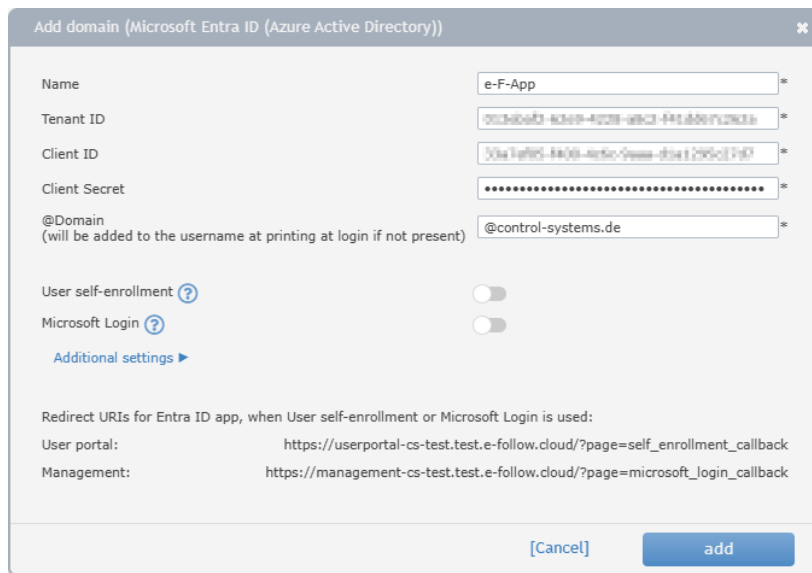 Add domain (Microsoft Entra ID (Azure Active Directory))
Name
e-F-App
*
Tenant ID
*
Client ID
*
Client Secret
*
@Domain
(will be added to the username at printing at login if not present)
@control-systems.de
*
User self-enrollment ?
Microsoft Login ?
Additional settings ▶
Redirect URIs for Entra ID app, when User self-enrollment or Microsoft Login is used:
User portal: https://userportal-cs-test.test.e-follow.cloud/?page=self_enrollment_callback
Management: https://management-cs-test.test.e-follow.cloud/?page=microsoft_login_callback
[Cancel] add